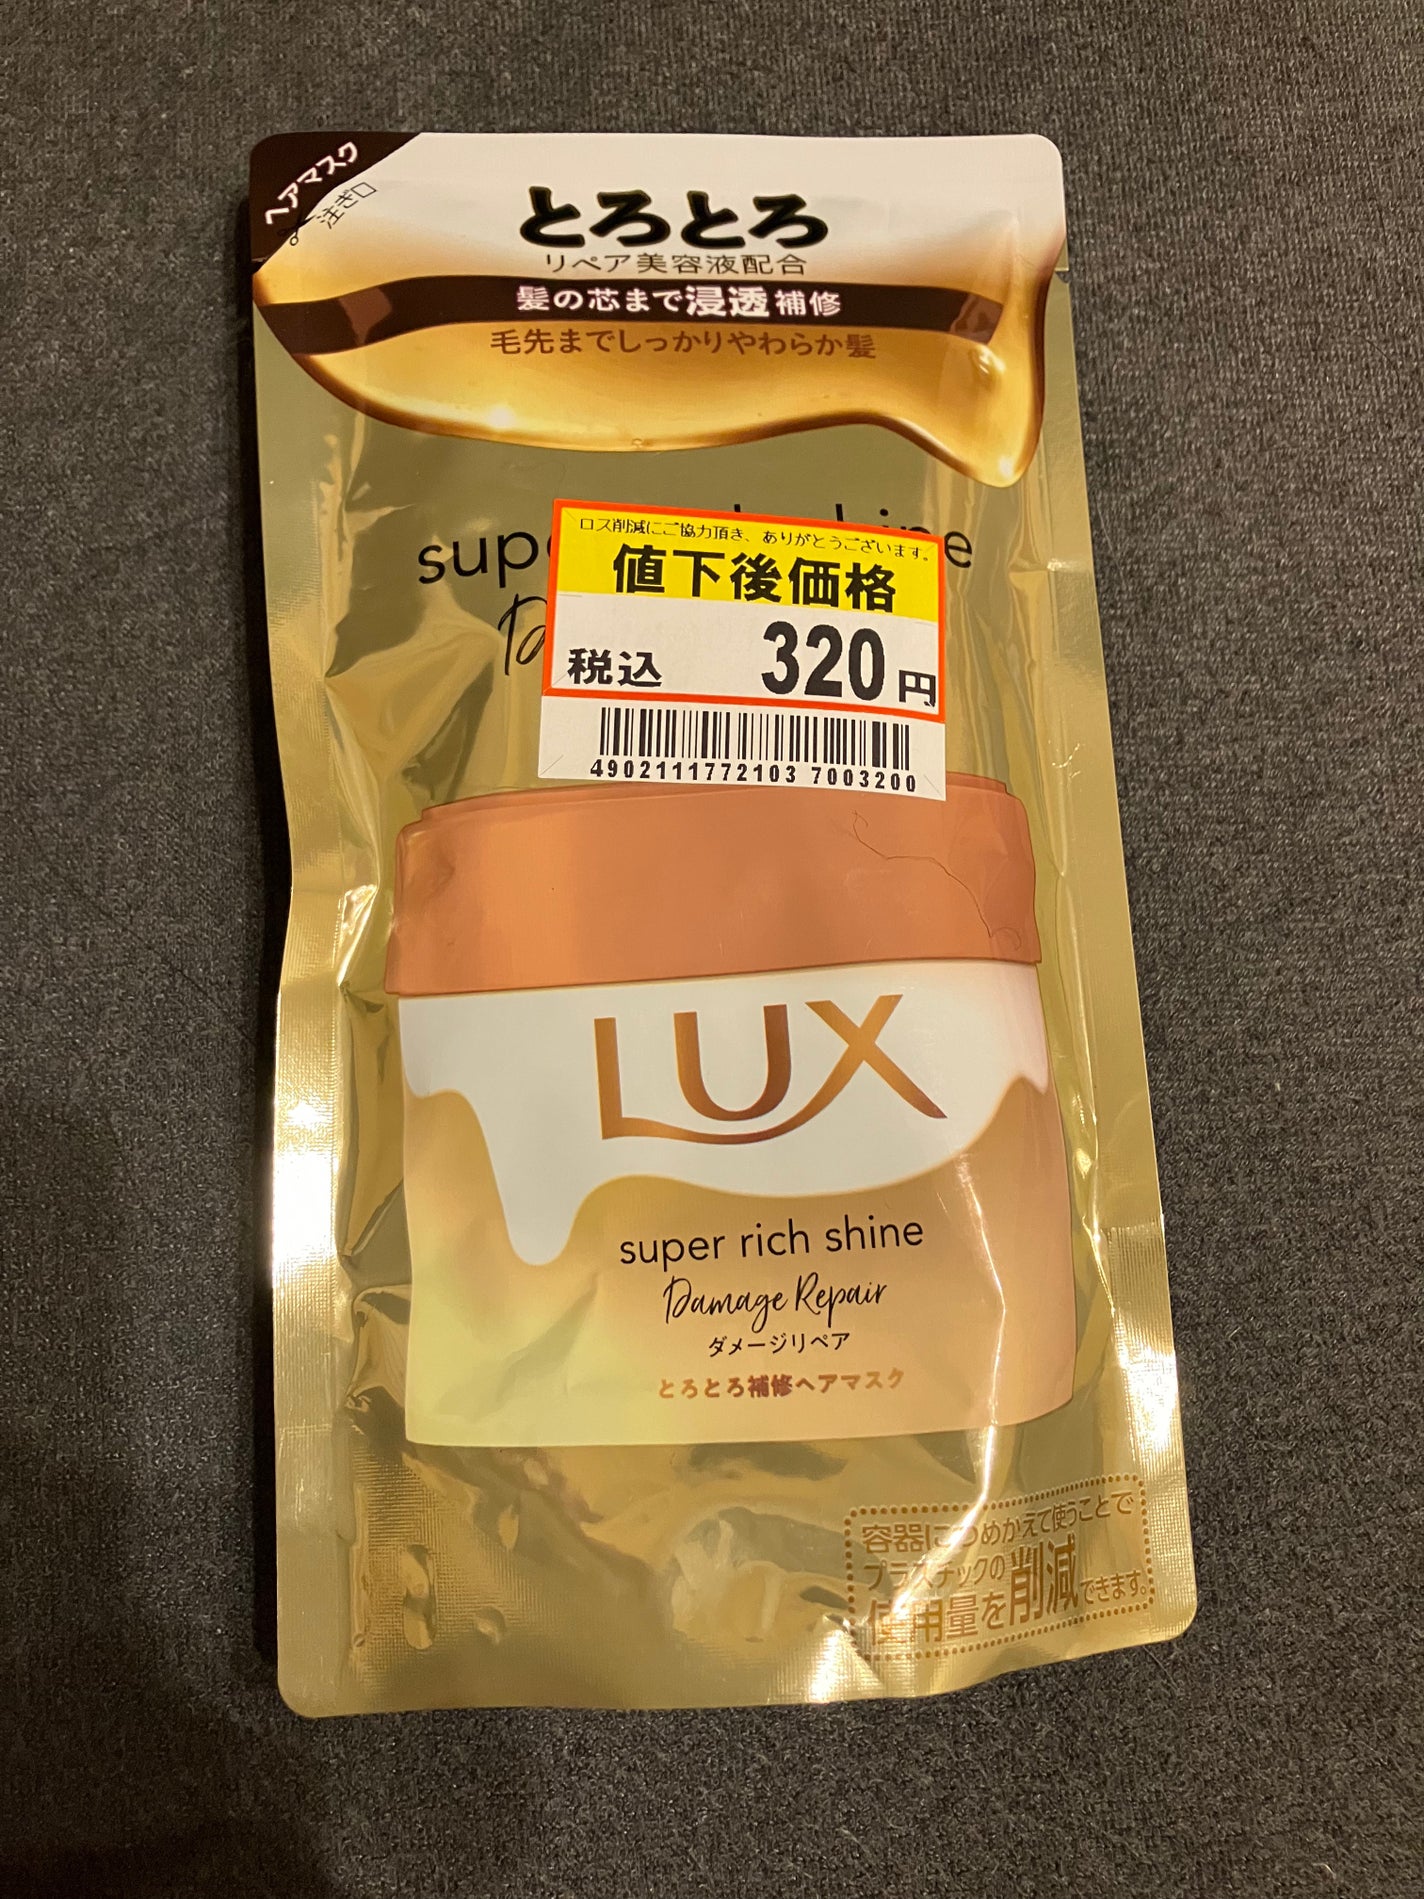 ヘアマスク
注ぎ口
とろとろ
リペア美容液配合
髪の芯まで浸透補修
毛先までしっかりやわらか髪
ロス削減にご協力頂き、ありがとうございます。
値下後価格
税込 320円
4902111772103 7003200
LUX
super rich shine
Damage Repair
ダメージリペア
とろとろ補修ヘアマスク
容器につめかえて使うことで
プラスチックの
使用量を削減できます。